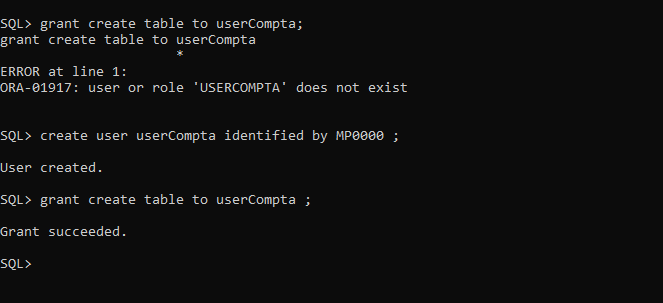 SQL> grant create table to userCompta;
grant create table to userCompta
*
ERROR at line 1:
ORA-01917: user or role 'USERCOMPTA' does not exist
SQL> create user userCompta identified by MP0000 ;
User created.
SQL> grant create table to userCompta ;
Grant succeeded.
SQL>